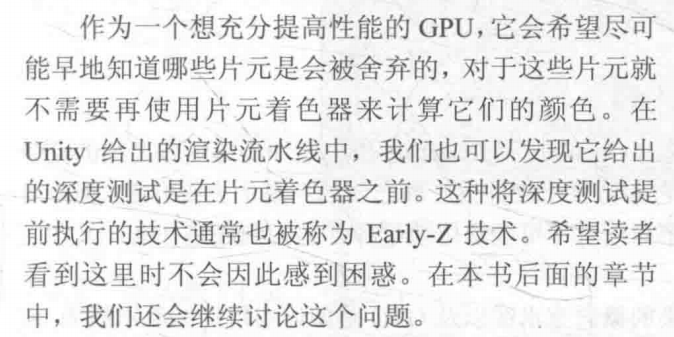 作为一个想充分提高性能的 GPU,它会希望尽可
能早地知道哪些片元是会被舍弃的,对于这些片元就
不需要再使用片元着色器来计算它们的颜色。在
Unity 给出的渲染流水线中,我们也可以发现它给出
的深度测试是在片元着色器之前。这种将深度测试提
前执行的技术通常也被称为 Early-Z 技术。希望读者
看到这里时不会因此感到困惑。在本书后面的章节
中,我们还会继续讨论这个问题。